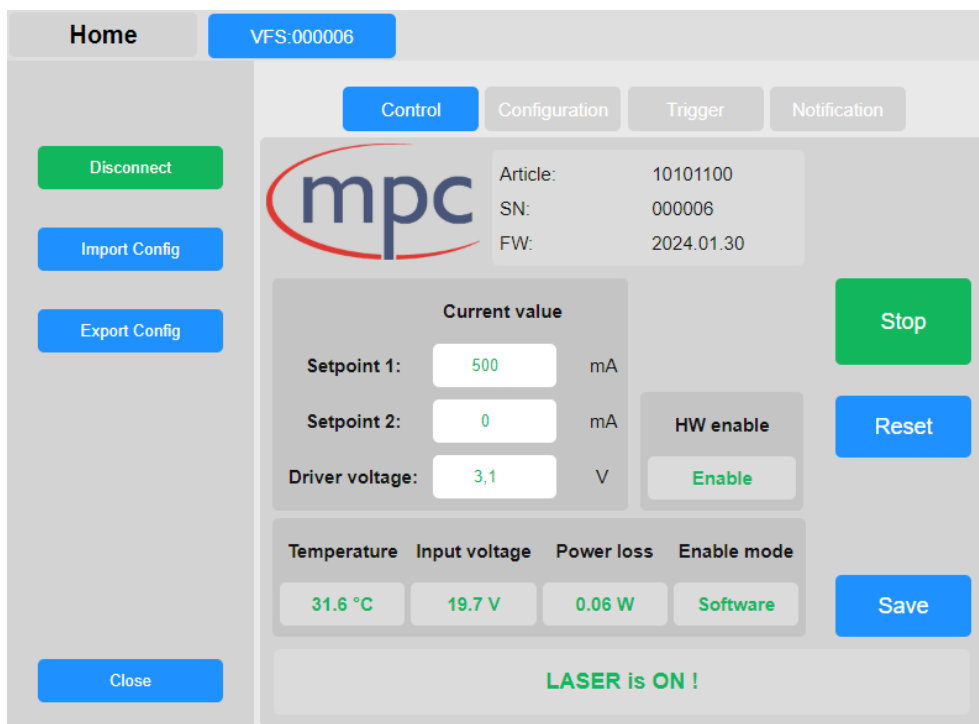 Home VFS:000006
Control Configuration Trigger Notification
Disconnect
Import Config
Export Config
Close
mpc
Article: 10101100
SN: 000006
FW: 2024.01.30
Current value
Setpoint 1: 500 mA
Setpoint 2: 0 mA
Driver voltage: 3,1 V
HW enable
Enable
Stop
Reset
Temperature Input voltage Power loss Enable mode
31.6 °C 19.7 V 0.06 W Software
Save
LASER is ON !